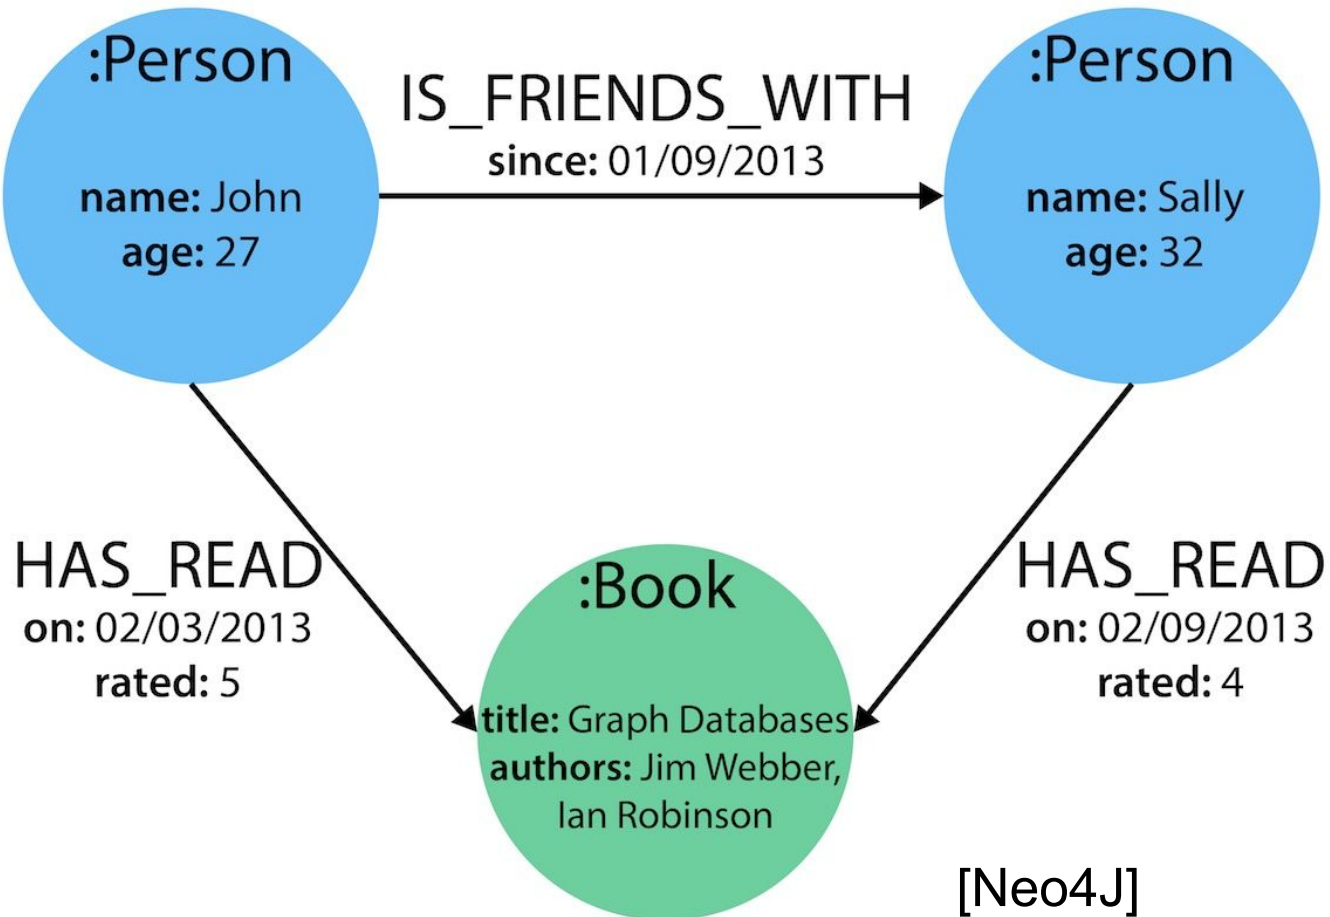 :Person
name: John
age: 27
IS_FRIENDS_WITH
since: 01/09/2013
:Person
name: Sally
age: 32
HAS_READ
on: 02/03/2013
rated: 5
:Book
title: Graph Databases
authors: Jim Webber,
Ian Robinson
HAS_READ
on: 02/09/2013
rated: 4
[Neo4J]